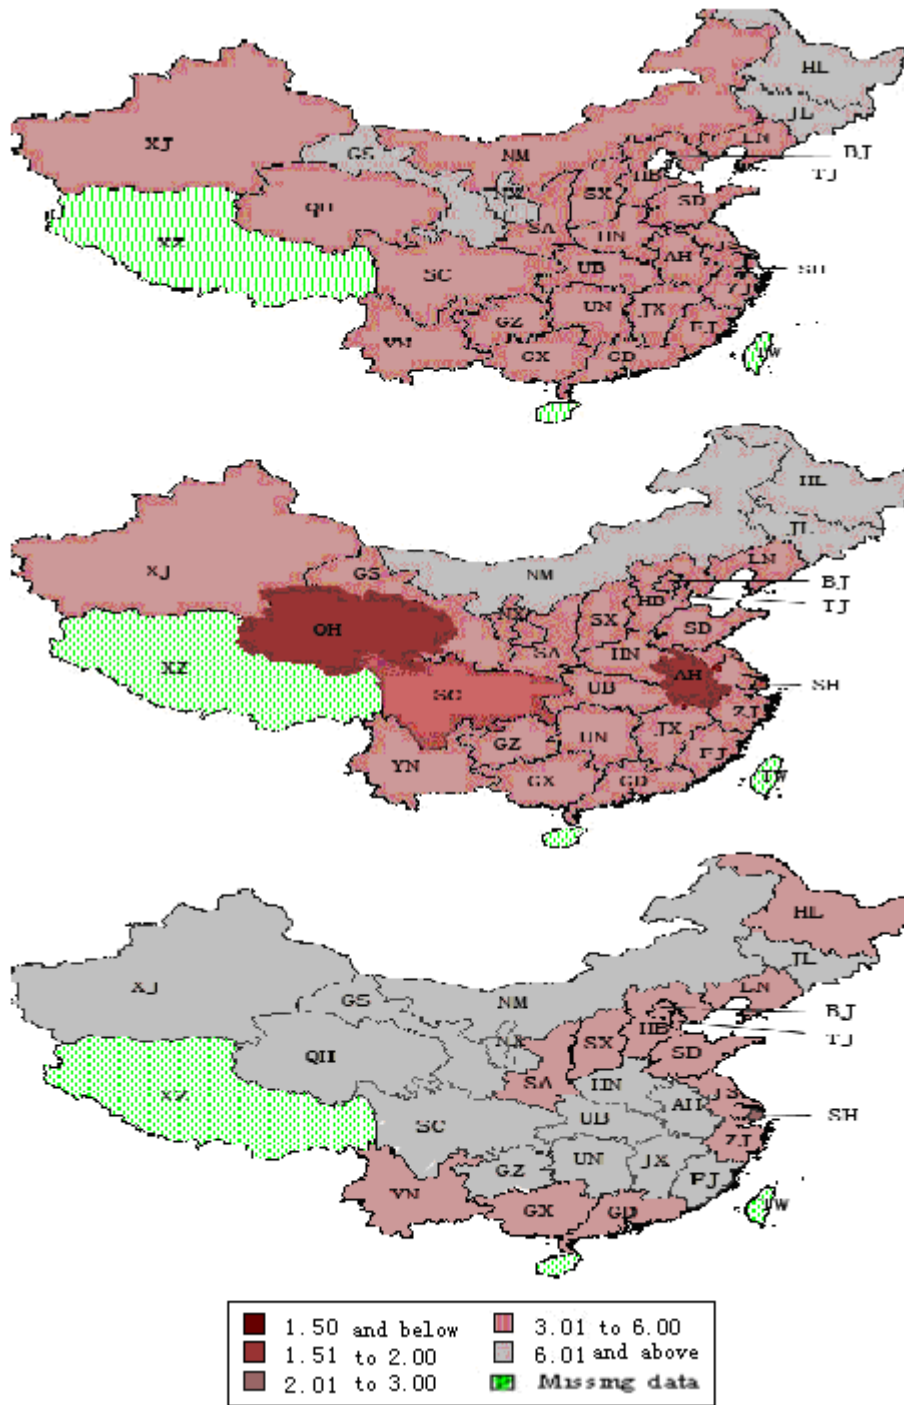 HL
JL
GS
LN
XJ
NM
BJ
TJ
HB
SX
SD
QH
SA
HN
XZ
AH
SC
UB
SH
ZJ
UN
JX
GZ
FJ
YN
GX
GD
TW
HL
JL
LN
XJ
GS
NM
BJ
HB
TJ
NX
SX
SD
QH
SA
HN
XZ
AH
SH
SC
UB
ZJ
JX
UN
GZ
FJ
YN
GX
GD
TW
HL
JL
LN
XJ
GS
NM
BJ
HB
TJ
SX
NX
SD
QH
SA
HN
XZ
JS
AH
SH
UB
SC
ZJ
UN
JX
GZ
FJ
YN
GX
GD
TW
1.50 and below
3.01 to 6.00
1.51 to 2.00
6.01 and above
2.01 to 3.00
Missing data